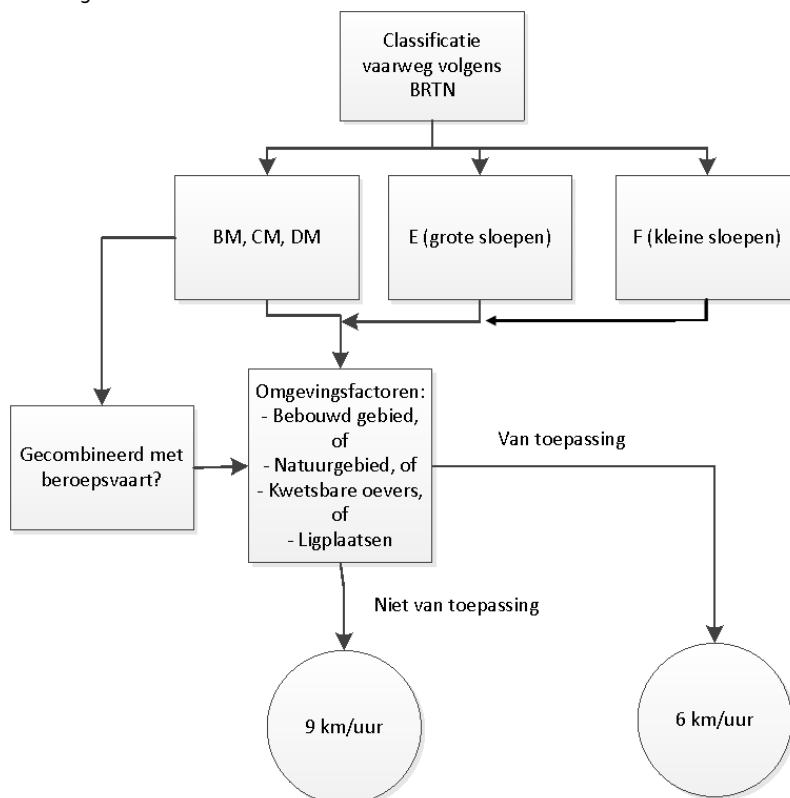 Classificatie
vaarweg volgens
BRTN
BM, CM, DM
E (grote sloepen)
F (kleine sloepen)
Gecombineerd met
beroepsvaart?
Omgevingsfactoren:
- Bebouwd gebied,
of
- Natuurgebied, of
- Kwetsbare oevers,
of
- Ligplaatsen
Van toepassing
Niet van toepassing
9 km/uur
6 km/uur